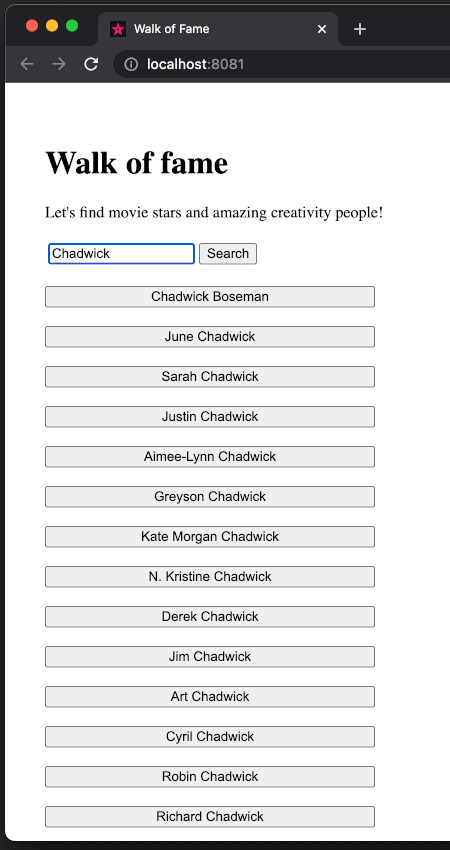 Walk of Fame
localhost:8081
Walk of fame
Let's find movie stars and amazing creativity people!
Chadwick Search
Chadwick Boseman
June Chadwick
Sarah Chadwick
Justin Chadwick
Aimee-Lynn Chadwick
Greyson Chadwick
Kate Morgan Chadwick
N. Kristine Chadwick
Derek Chadwick
Jim Chadwick
Art Chadwick
Cyril Chadwick
Robin Chadwick
Richard Chadwick